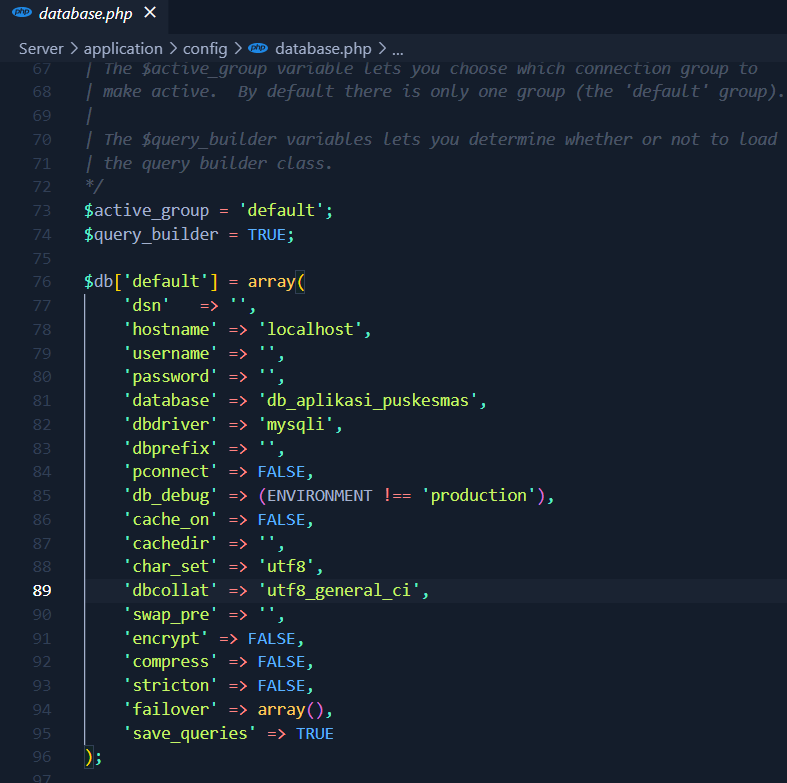 php database.php ×
Server > application > config > php database.php > ...
67 | The $active_group variable lets you choose which connection group to
68 | make active.  By default there is only one group (the 'default' group).
69 |
70 | The $query_builder variables lets you determine whether or not to load
71 | the query builder class.
72 */
73 $active_group = 'default';
74 $query_builder = TRUE;
75
76 $db['default'] = array(
77     'dsn'   => '',
78     'hostname' => 'localhost',
79     'username' => '',
80     'password' => '',
81     'database' => 'db_aplikasi_puskesmas',
82     'dbdriver' => 'mysqli',
83     'dbprefix' => '',
84     'pconnect' => FALSE,
85     'db_debug' => (ENVIRONMENT !== 'production'),
86     'cache_on' => FALSE,
87     'cachedir' => '',
88     'char_set' => 'utf8',
89     'dbcollat' => 'utf8_general_ci',
90     'swap_pre' => '',
91     'encrypt' => FALSE,
92     'compress' => FALSE,
93     'stricton' => FALSE,
94     'failover' => array(),
95     'save_queries' => TRUE
96 );
97